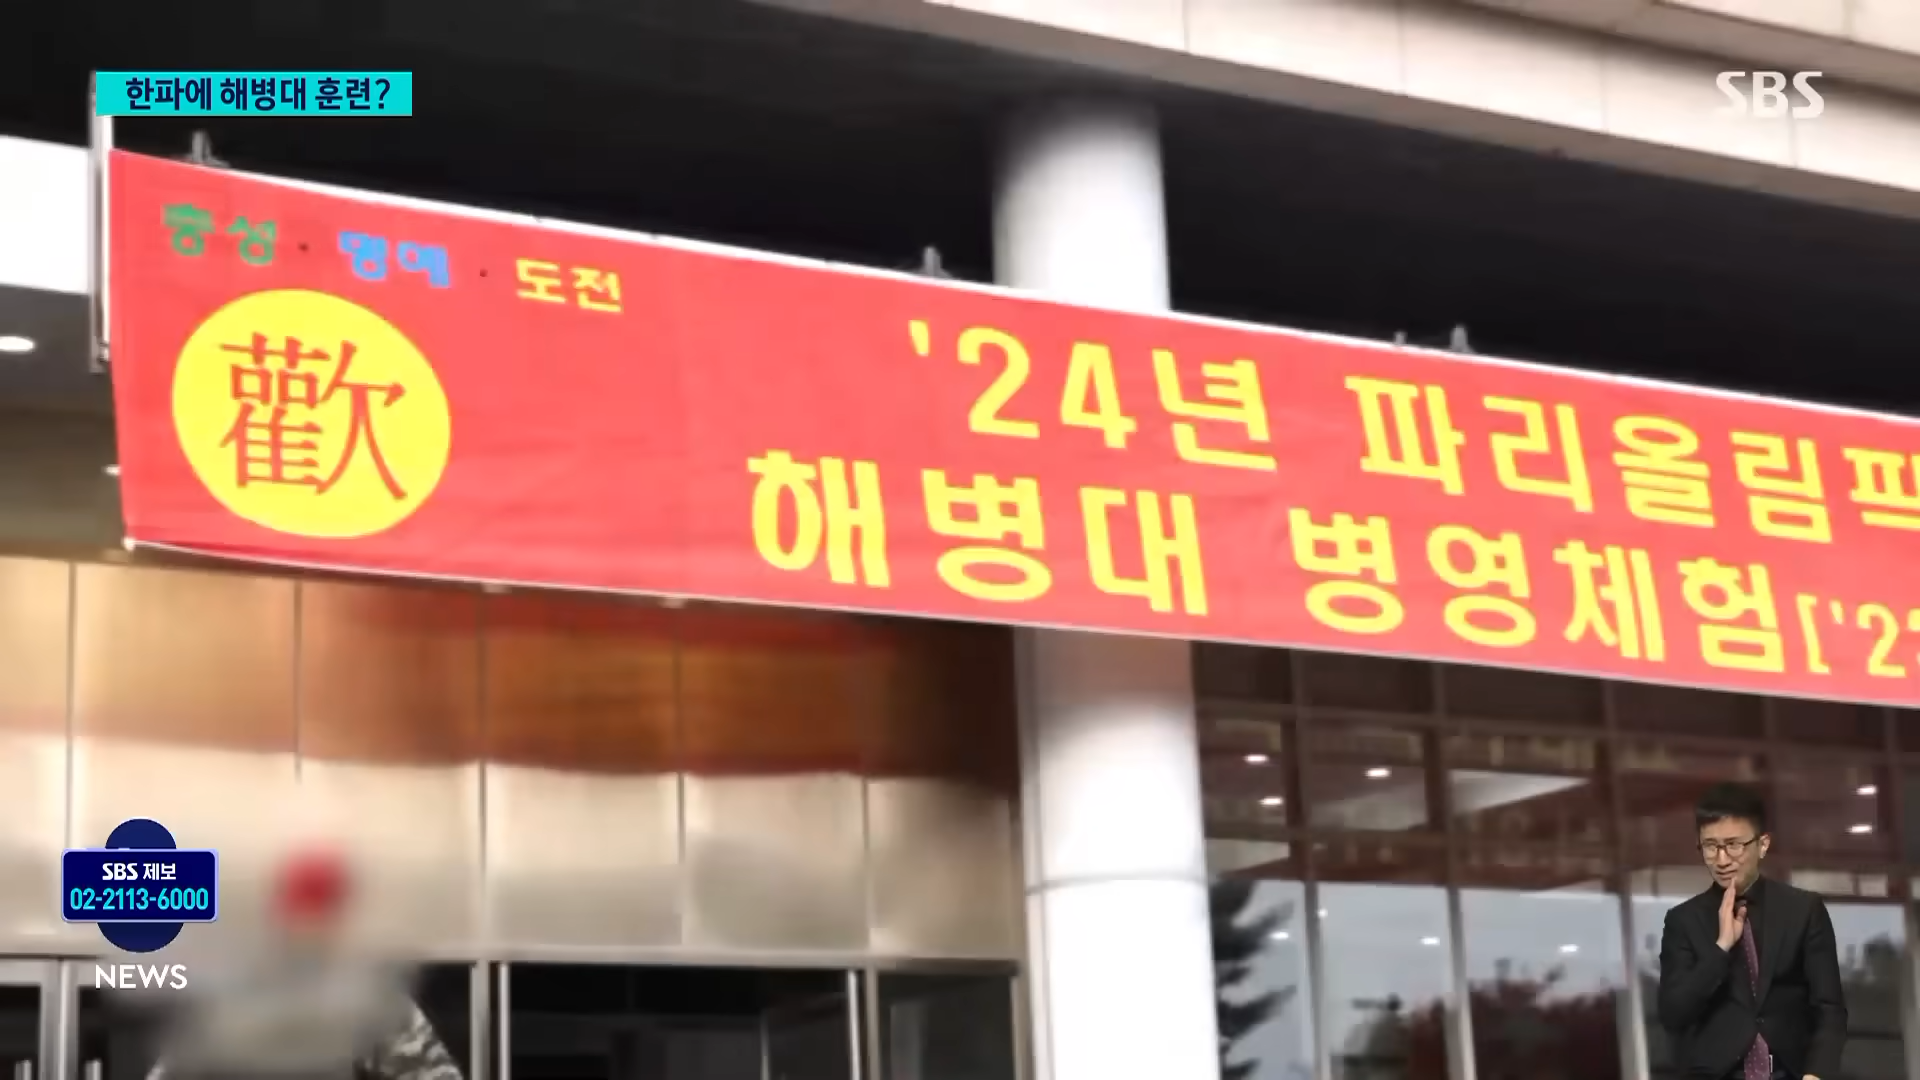 한파에 해병대 훈련?
SBS
충성 · 명예 · 도전
歡
'24년 파리올림픽
해병대 병영체험['2
SBS 제보
02-2113-6000
NEWS